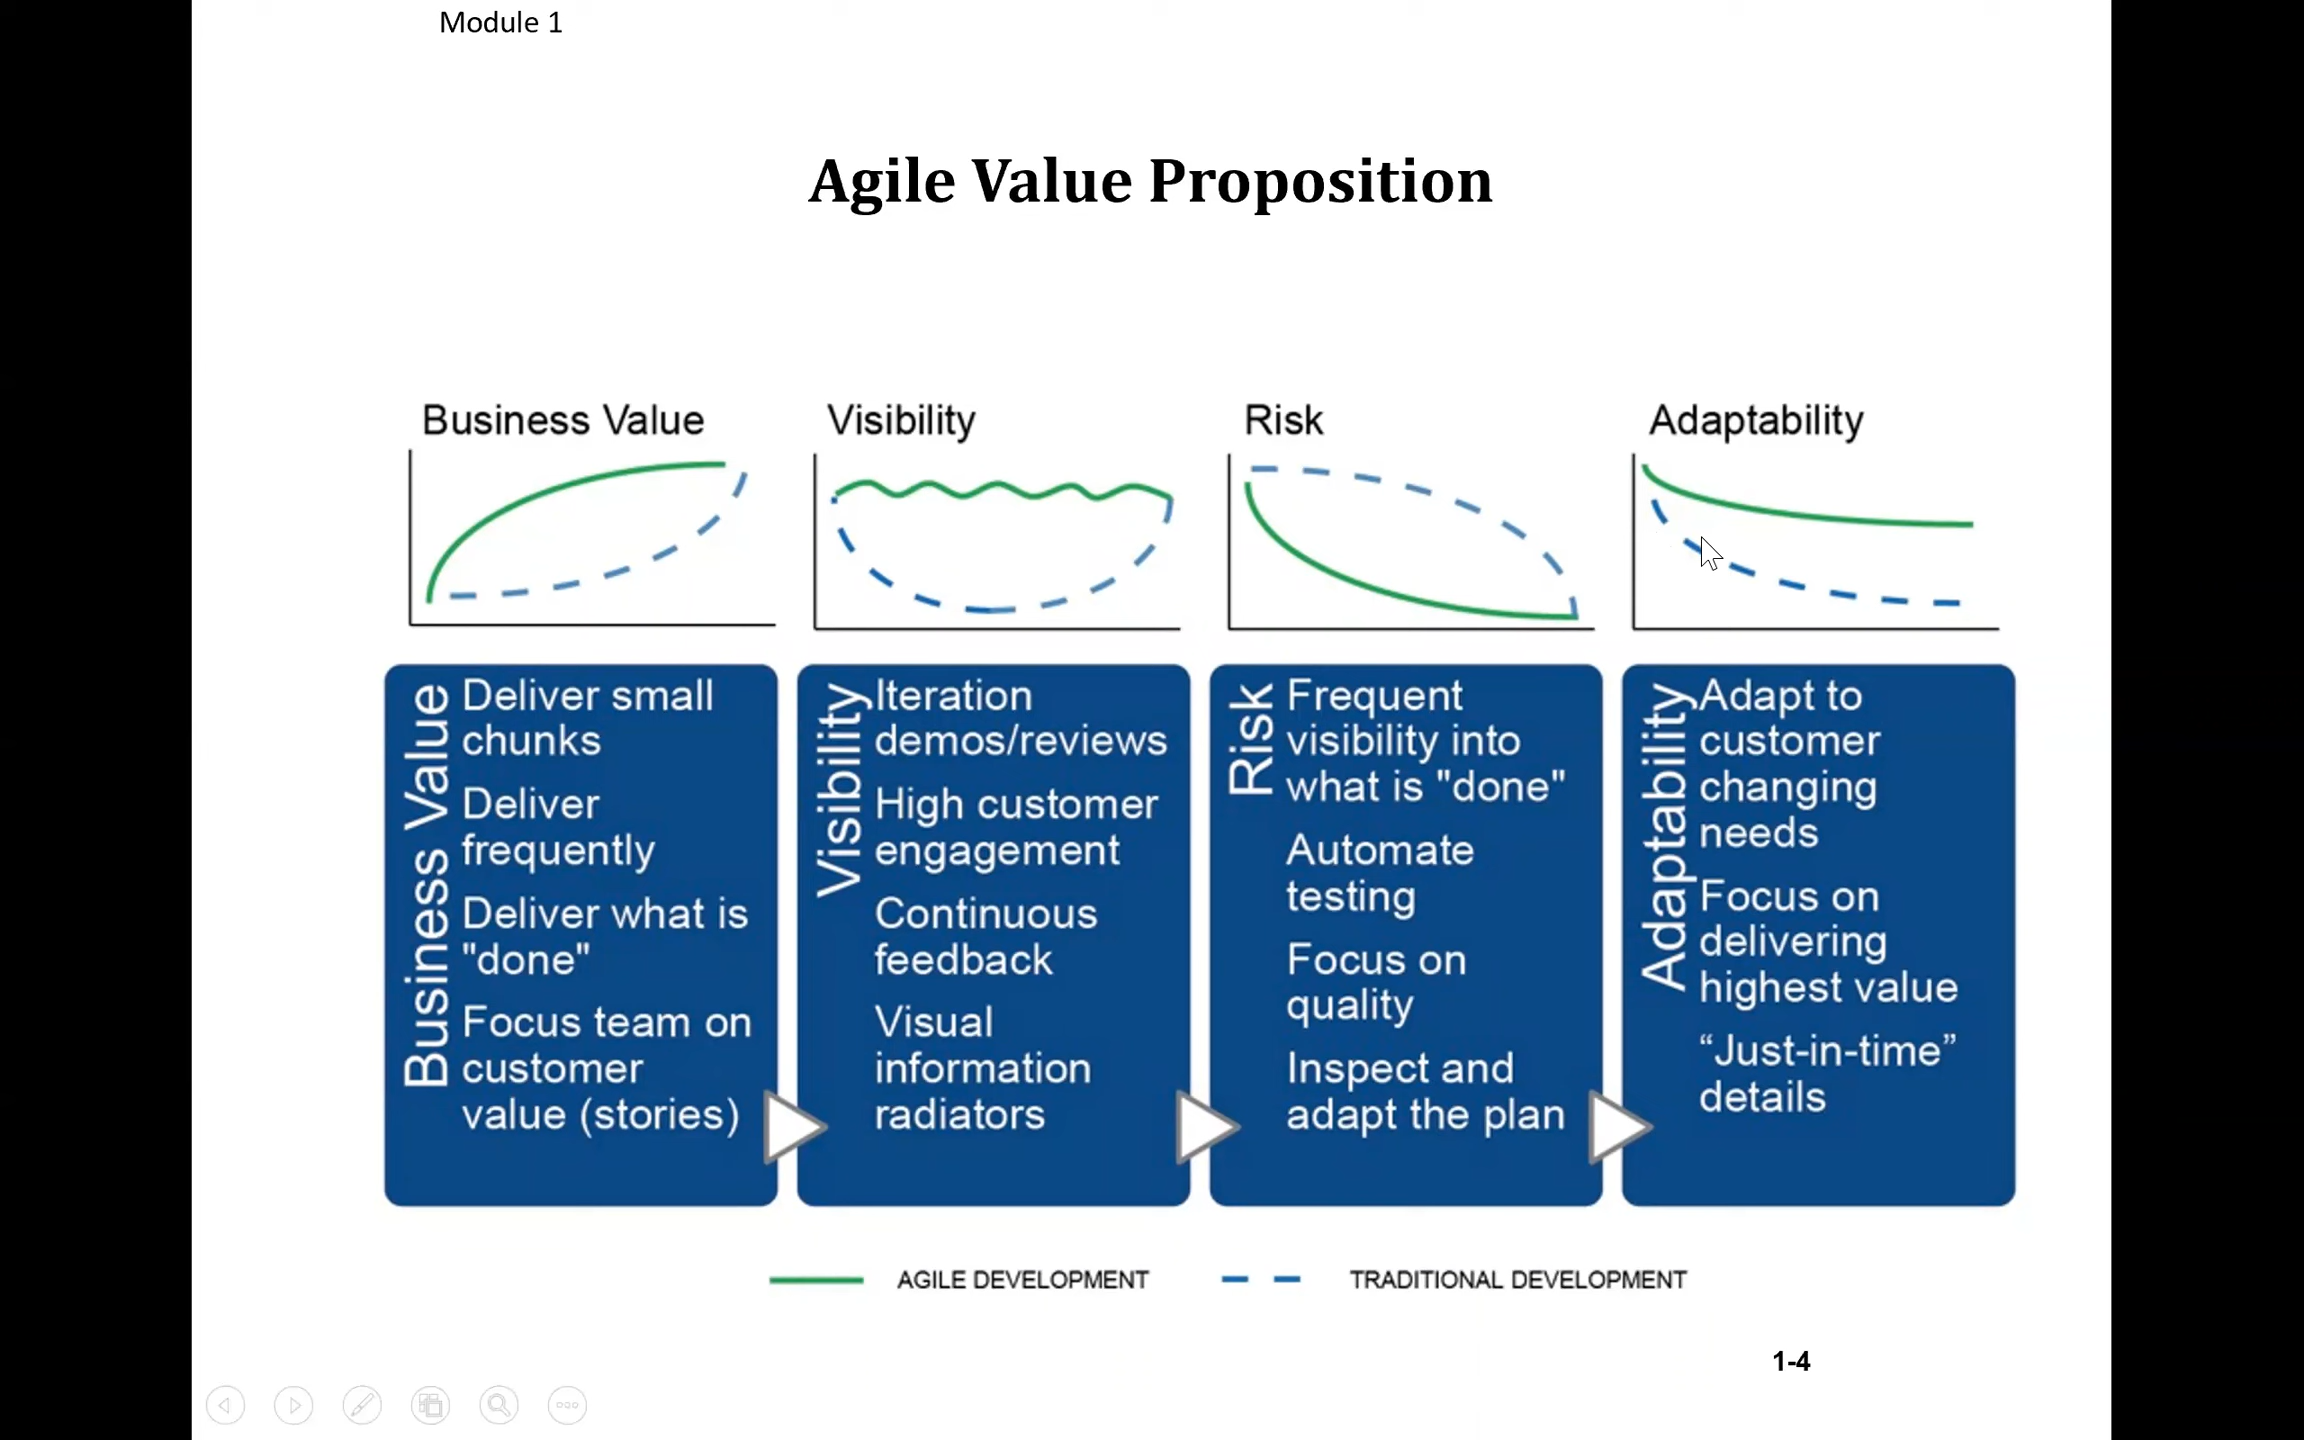 Module 1
Agile Value Proposition
Business Value
Visibility
Risk
Adaptability
Business Value
Deliver small
chunks
Deliver
frequently
Deliver what is
"done"
Focus team on
customer
value (stories)
Visibility
Iteration
demos/reviews
High customer
engagement
Continuous
feedback
Visual
information
radiators
Risk
Frequent
visibility into
what is "done"
Automate
testing
Focus on
quality
Inspect and
adapt the plan
Adaptability
Adapt to
customer
changing
needs
Focus on
delivering
highest value
“Just-in-time”
details
AGILE DEVELOPMENT
TRADITIONAL DEVELOPMENT
1-4